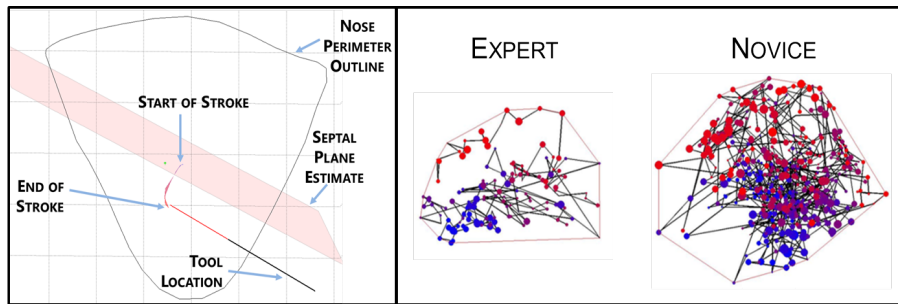 NOSE
PERIMETER
OUTLINE
START OF STROKE
SEPTAL
PLANE
ESTIMATE
END OF
STROKE
TOOL
LOCATION
EXPERT
NOVICE